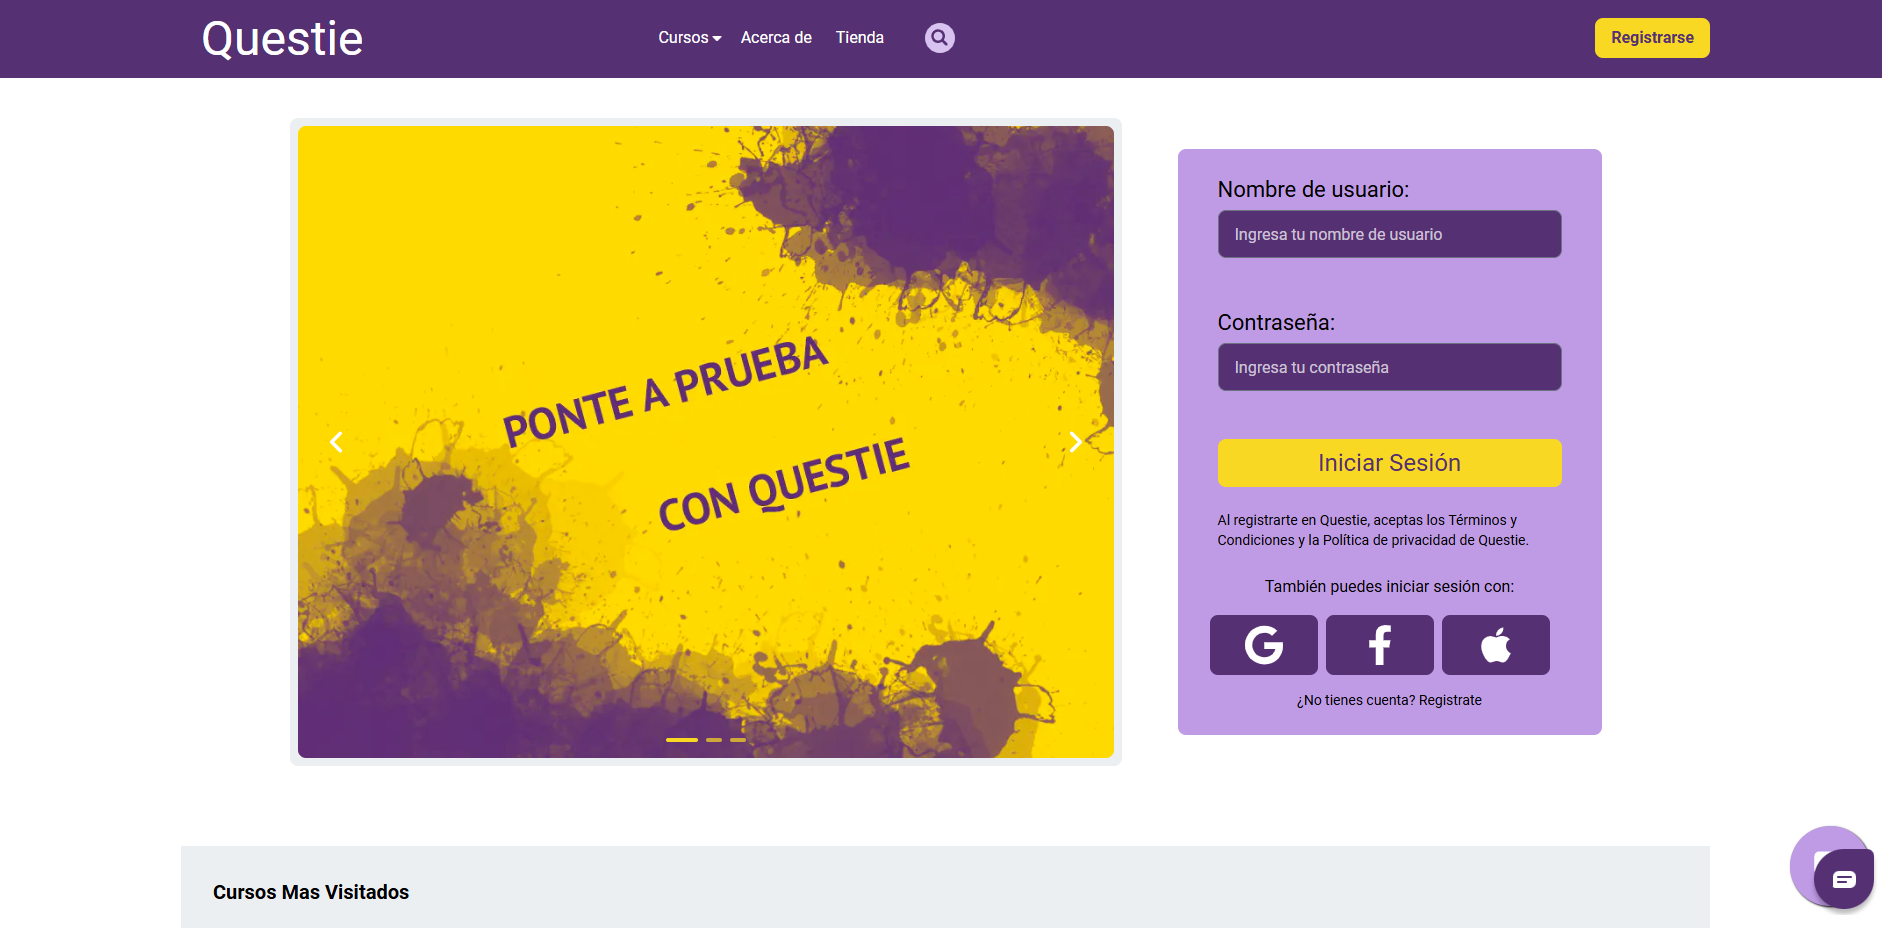 Questie
Cursos
Acerca de
Tienda
Registrarse
PONTE A PRUEBA
CON QUESTIE
Nombre de usuario:
Ingresa tu nombre de usuario
Contraseña:
Ingresa tu contraseña
Iniciar Sesión
Al registrarte en Questie, aceptas los Términos y
Condiciones y la Política de privacidad de Questie.
También puedes iniciar sesión con:
¿No tienes cuenta? Registrate
Cursos Mas Visitados